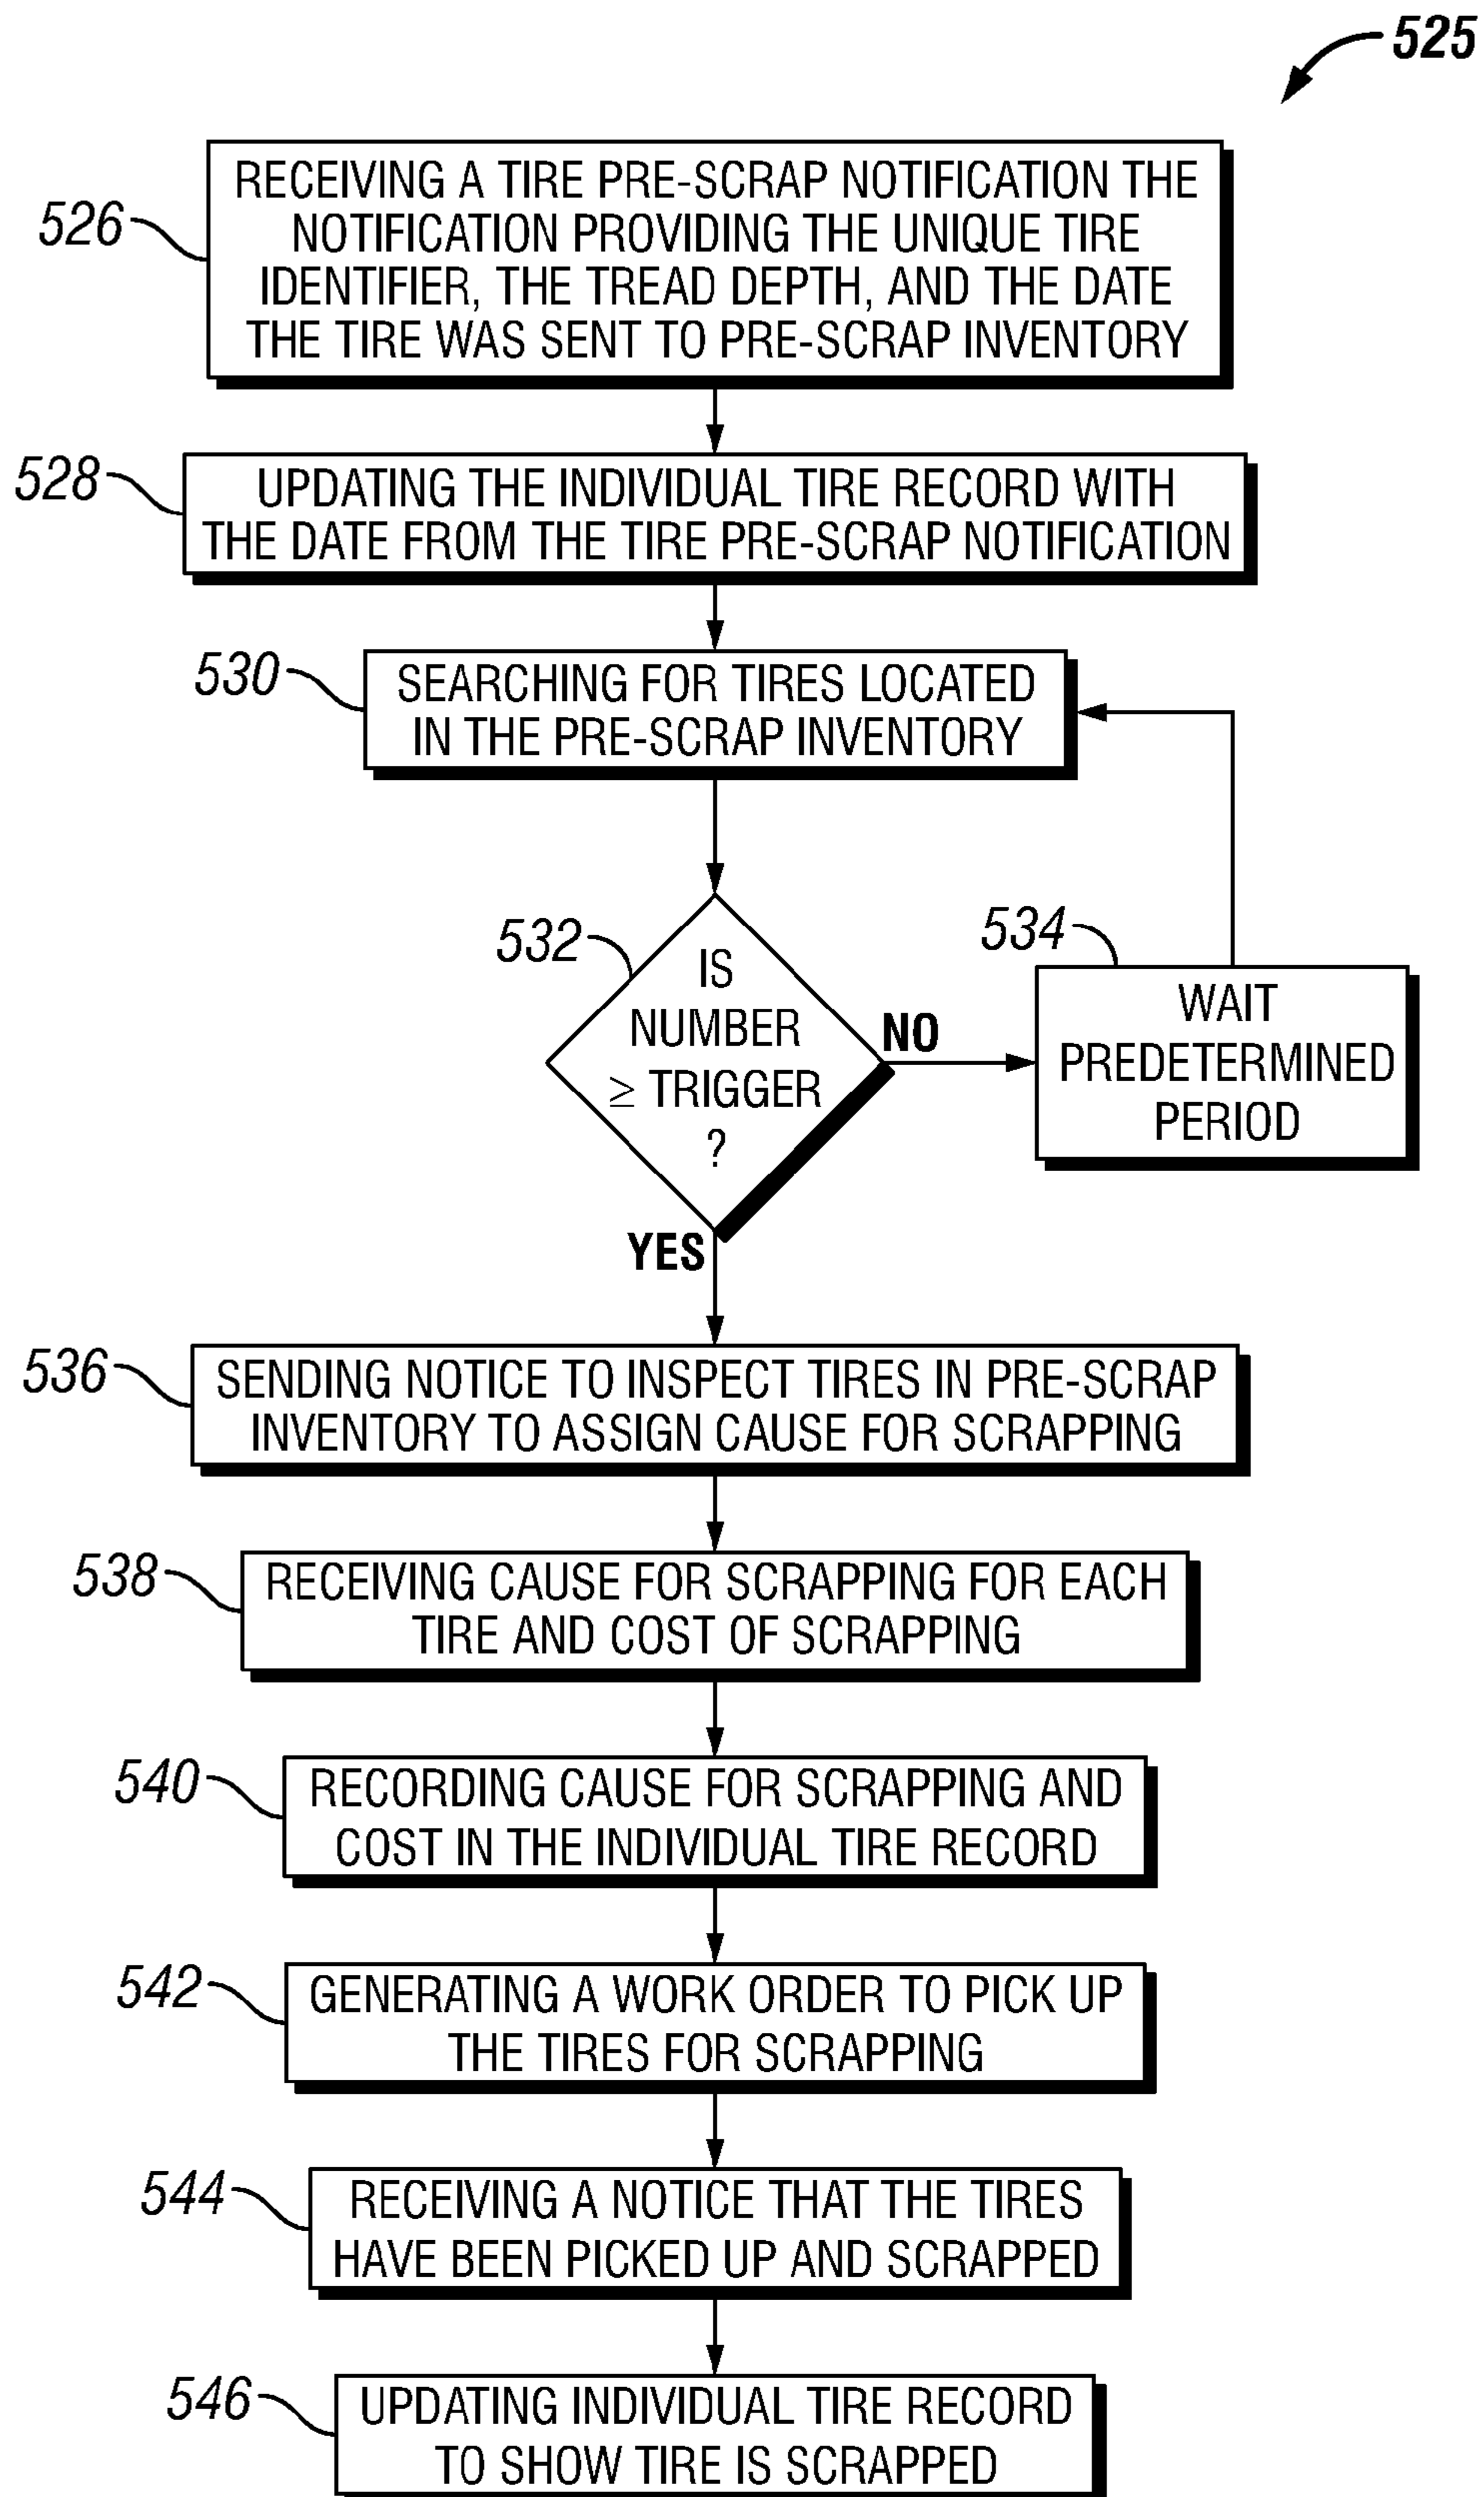 525
526
RECEIVING A TIRE PRE-SCRAP NOTIFICATION THE
NOTIFICATION PROVIDING THE UNIQUE TIRE
IDENTIFIER, THE TREAD DEPTH, AND THE DATE
THE TIRE WAS SENT TO PRE-SCRAP INVENTORY
528
UPDATING THE INDIVIDUAL TIRE RECORD WITH
THE DATE FROM THE TIRE PRE-SCRAP NOTIFICATION
530
SEARCHING FOR TIRES LOCATED
IN THE PRE-SCRAP INVENTORY
532
IS
NUMBER
≥ TRIGGER
?
NO
534
WAIT
PREDETERMINED
PERIOD
YES
536
SENDING NOTICE TO INSPECT TIRES IN PRE-SCRAP
INVENTORY TO ASSIGN CAUSE FOR SCRAPPING
538
RECEIVING CAUSE FOR SCRAPPING FOR EACH
TIRE AND COST OF SCRAPPING
540
RECORDING CAUSE FOR SCRAPPING AND
COST IN THE INDIVIDUAL TIRE RECORD
542
GENERATING A WORK ORDER TO PICK UP
THE TIRES FOR SCRAPPING
544
RECEIVING A NOTICE THAT THE TIRES
HAVE BEEN PICKED UP AND SCRAPPED
546
UPDATING INDIVIDUAL TIRE RECORD
TO SHOW TIRE IS SCRAPPED